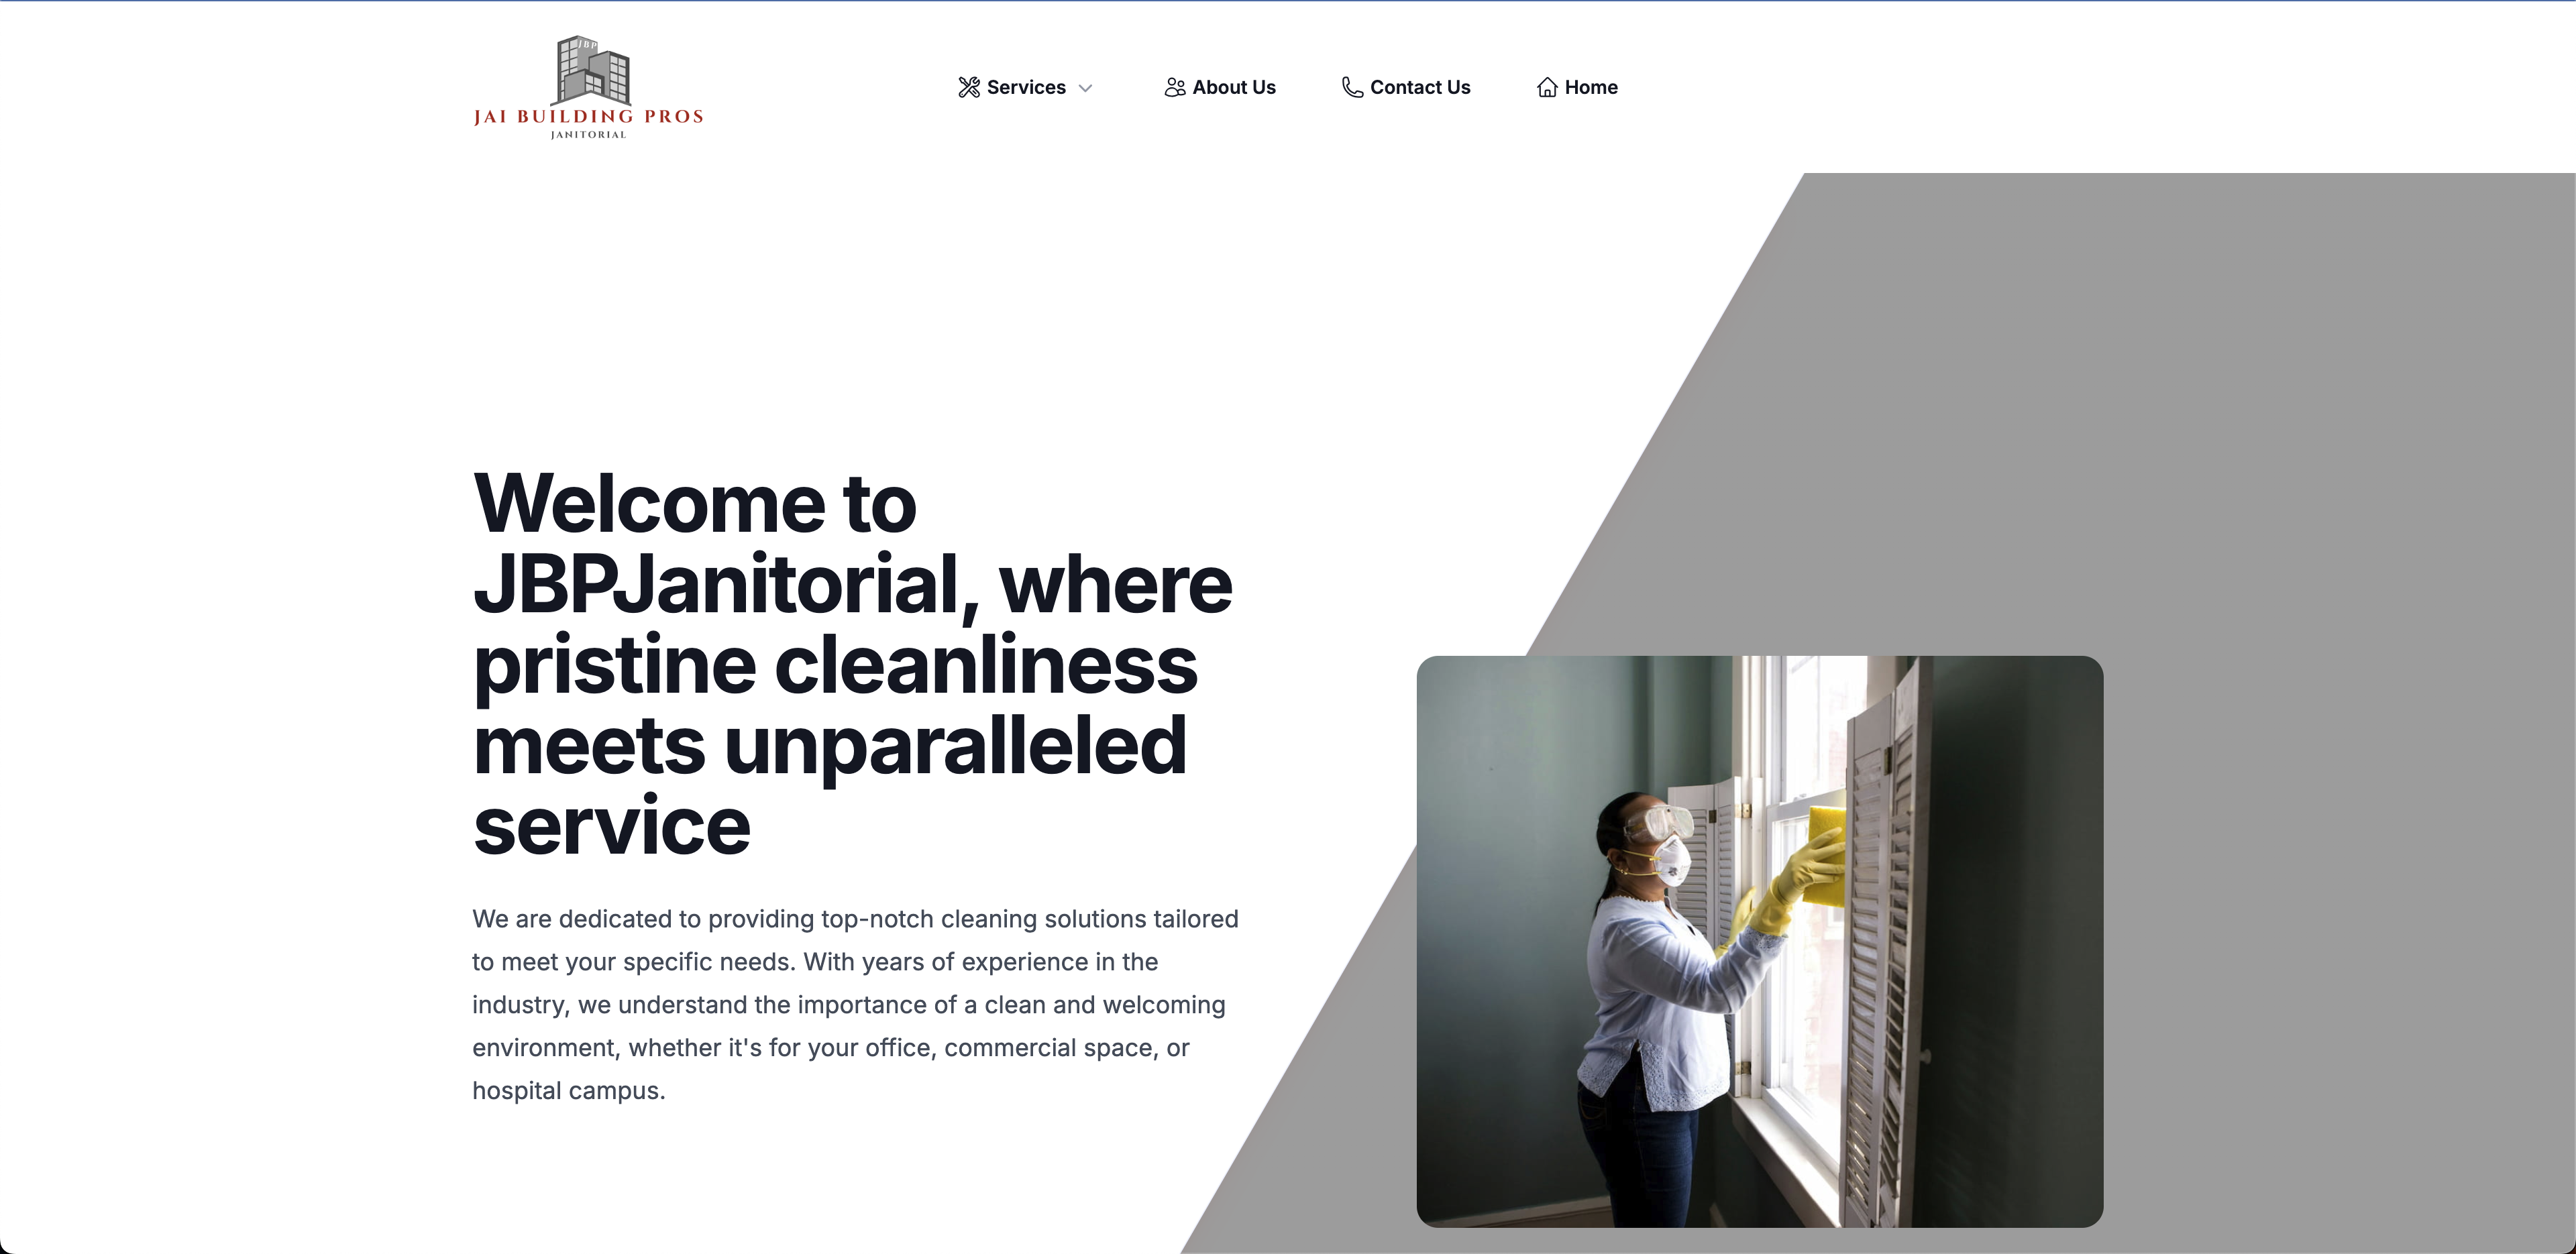 JBP
JAI BUILDING PROS
JANITORIAL
Services
About Us
Contact Us
Home
Welcome to
JBPJanitorial, where
pristine cleanliness
meets unparalleled
service
We are dedicated to providing top-notch cleaning solutions tailored
to meet your specific needs. With years of experience in the
industry, we understand the importance of a clean and welcoming
environment, whether it's for your office, commercial space, or
hospital campus.